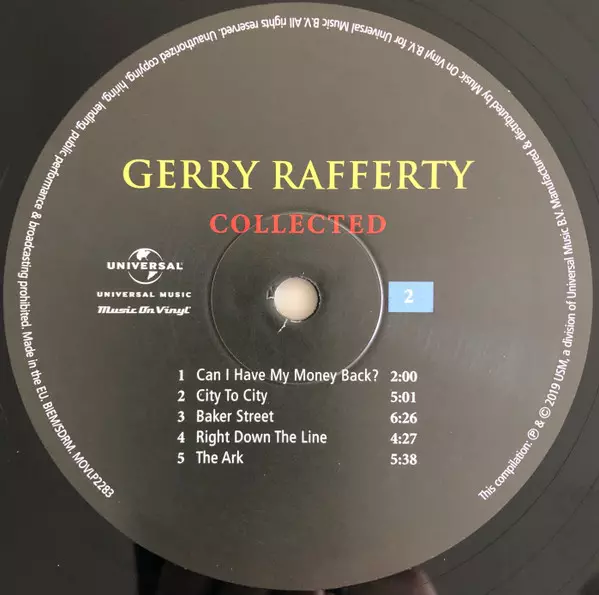 GERRY RAFFERTY
COLLECTED
UNIVERSAL
UNIVERSAL MUSIC
Music On Vinyl
2
1 Can I Have My Money Back? 2:00
2 City To City 5:01
3 Baker Street 6:26
4 Right Down The Line 4:27
5 The Ark 5:38
This compilation: ℗ & © 2019 USM, a division of Universal Music B.V. Manufactured & distributed by Music On Vinyl B.V. for Universal Music B.V. All rights reserved. Unauthorized copying, hiring, lending, public performance & broadcasting prohibited. Made in the EU. BIEM/SDRM. MOVLP2283